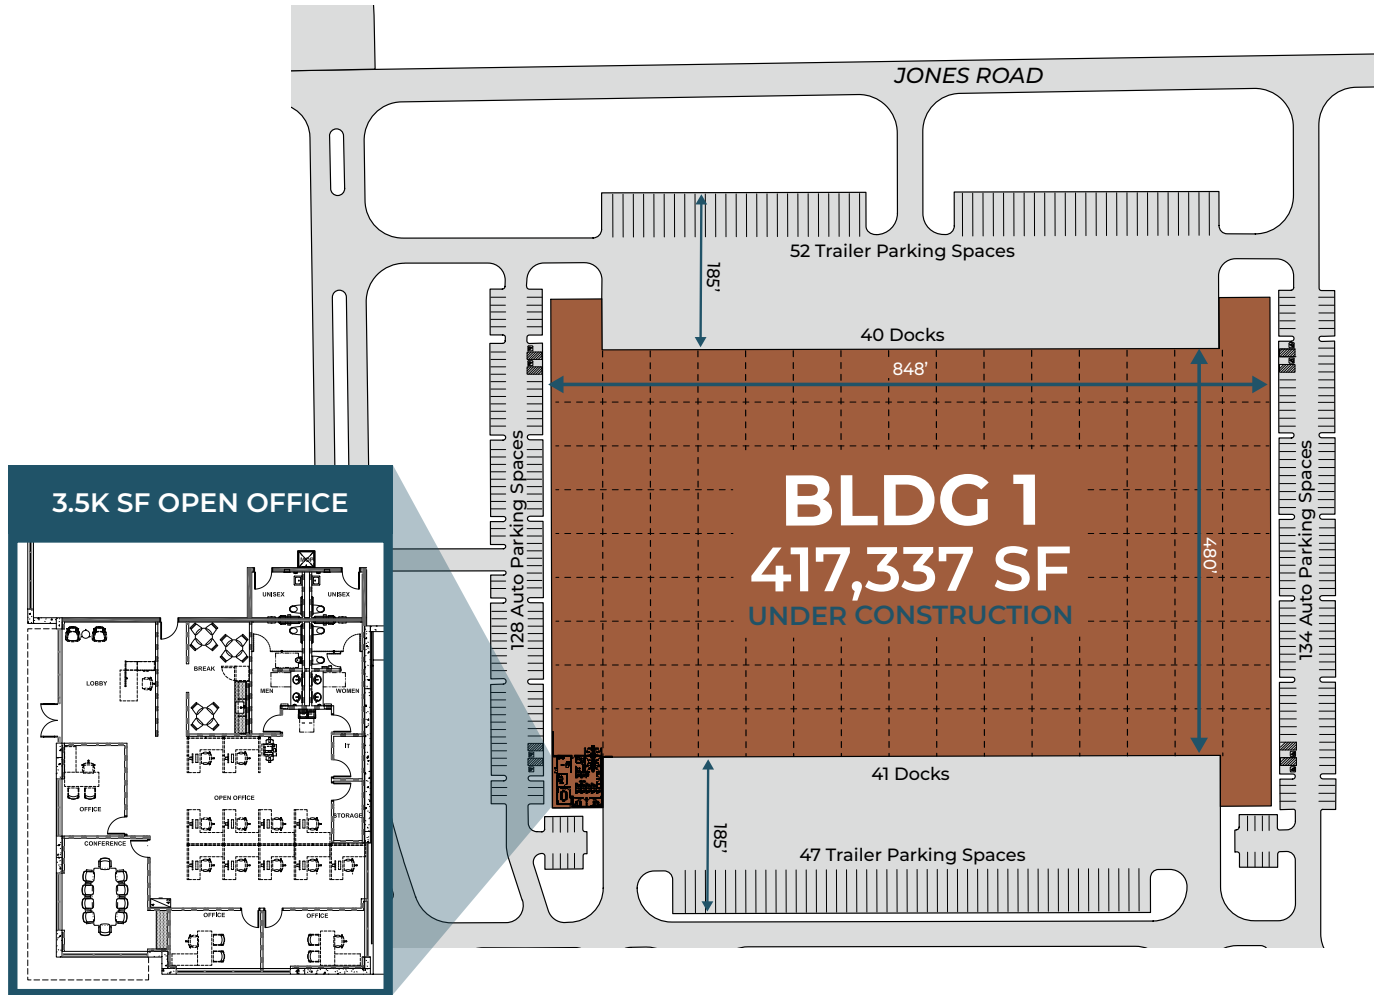 JONES ROAD
52 Trailer Parking Spaces
185’
40 Docks
848’
128 Auto Parking Spaces
BLDG 1
417,337 SF
UNDER CONSTRUCTION
480’
134 Auto Parking Spaces
41 Docks
185’
47 Trailer Parking Spaces
3.5K SF OPEN OFFICE
UNISEX
UNISEX
BREAK
LOBBY
MEN
WOMEN
IT
OPEN OFFICE
OFFICE
STORAGE
CONFERENCE
OFFICE
OFFICE